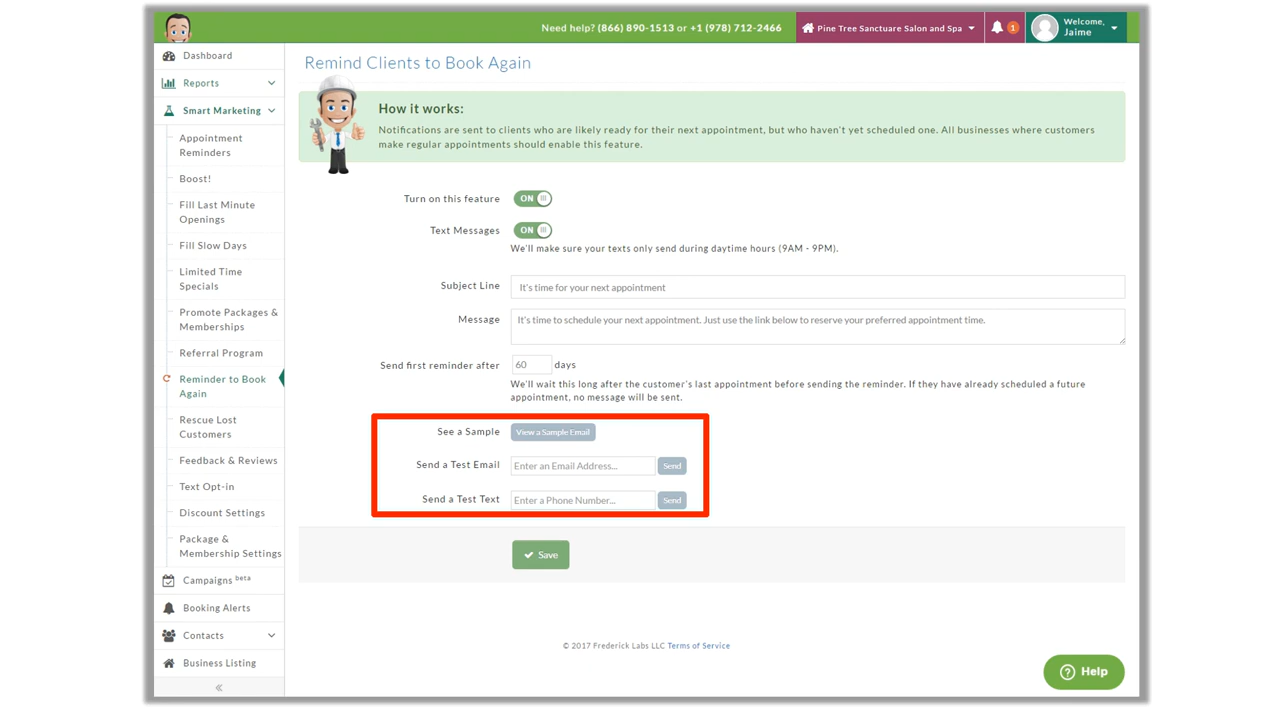 Need help? (866) 890-1513 or +1 (978) 712-2466
Pine Tree Sanctuare Salon and Spa
1
Welcome,
Jaime
Dashboard
Reports
Smart Marketing
Appointment
Reminders
Boost!
Fill Last Minute
Openings
Fill Slow Days
Limited Time
Specials
Promote Packages &
Memberships
Referral Program
Reminder to Book
Again
Rescue Lost
Customers
Feedback & Reviews
Text Opt-in
Discount Settings
Package &
Membership Settings
Campaigns beta
Booking Alerts
Contacts
Business Listing
Remind Clients to Book Again
How it works:
Notifications are sent to clients who are likely ready for their next appointment, but who haven't yet scheduled one. All businesses where customers
make regular appointments should enable this feature.
Turn on this feature ON
Text Messages ON
We'll make sure your texts only send during daytime hours (9AM - 9PM).
Subject Line It's time for your next appointment
Message It's time to schedule your next appointment. Just use the link below to reserve your preferred appointment time.
Send first reminder after 60 days
We'll wait this long after the customer's last appointment before sending the reminder. If they have already scheduled a future
appointment, no message will be sent.
See a Sample View a Sample Email
Send a Test Email Enter an Email Address... Send
Send a Test Text Enter a Phone Number... Send
Save
© 2017 Frederick Labs LLC Terms of Service
Help